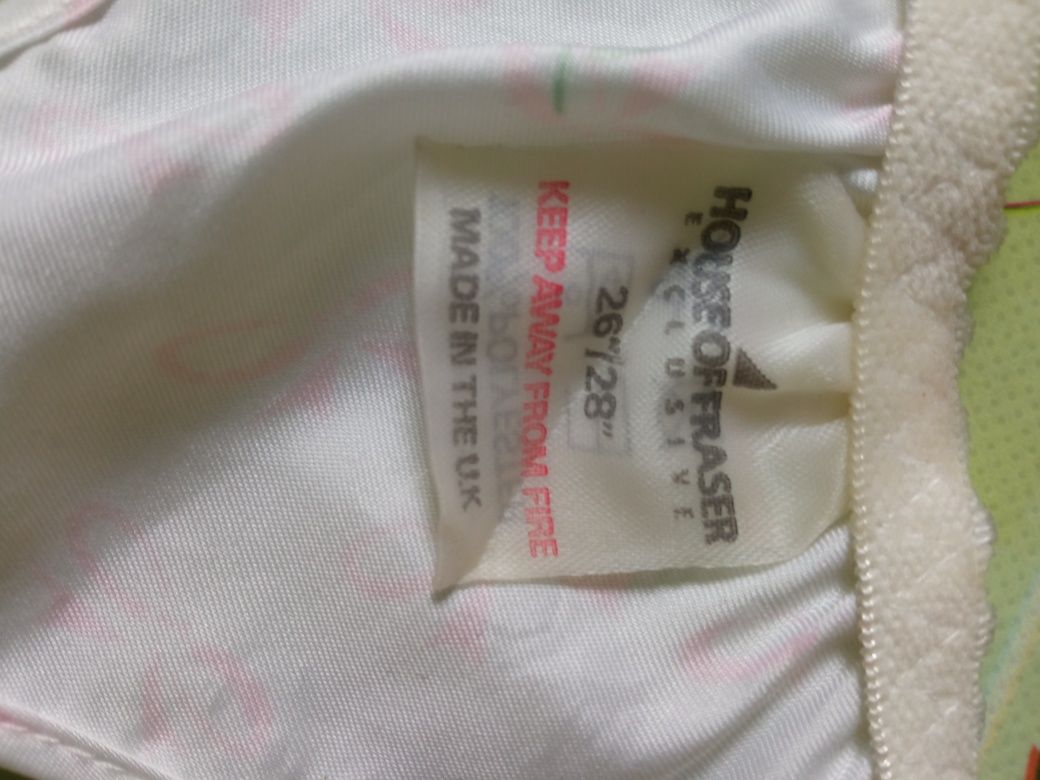 HOUSE OF FRASER
EXCLUSIVE
26"/28"
KEEP AWAY FROM FIRE
MADE IN THE U.K